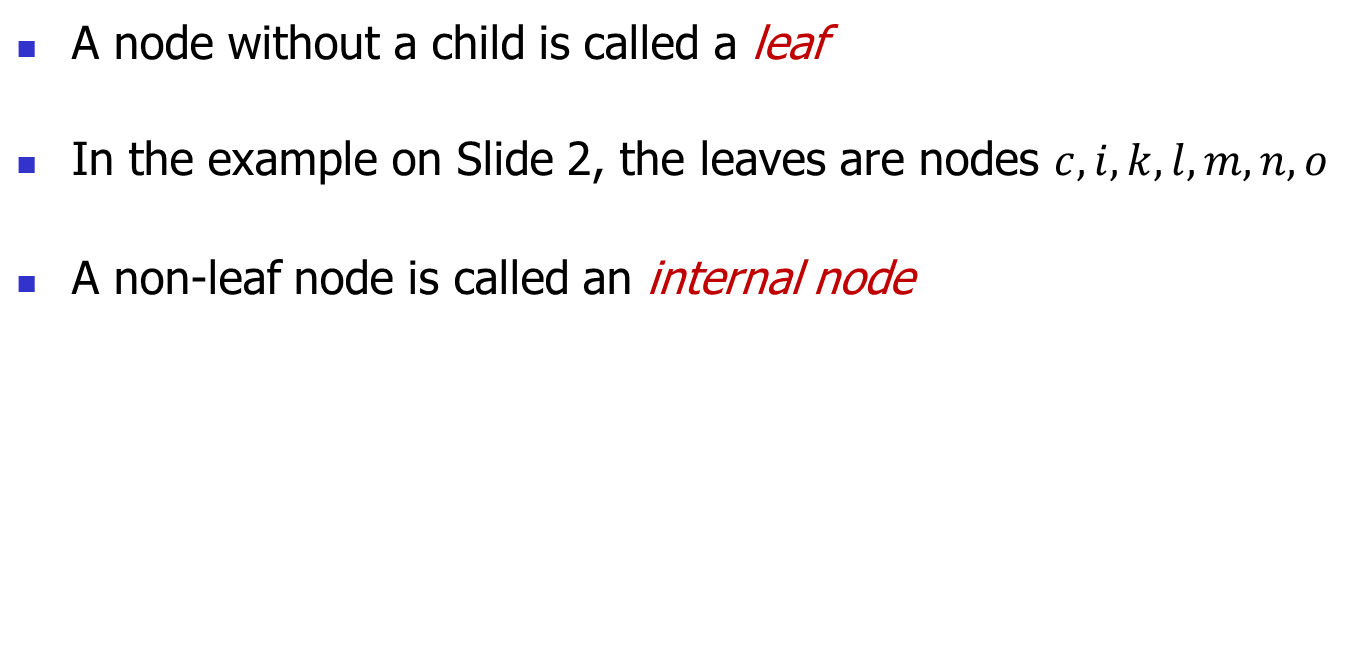 ▪ A node without a child is called a leaf
▪ In the example on Slide 2, the leaves are nodes c, i, k, l, m, n, o
▪ A non-leaf node is called an internal node